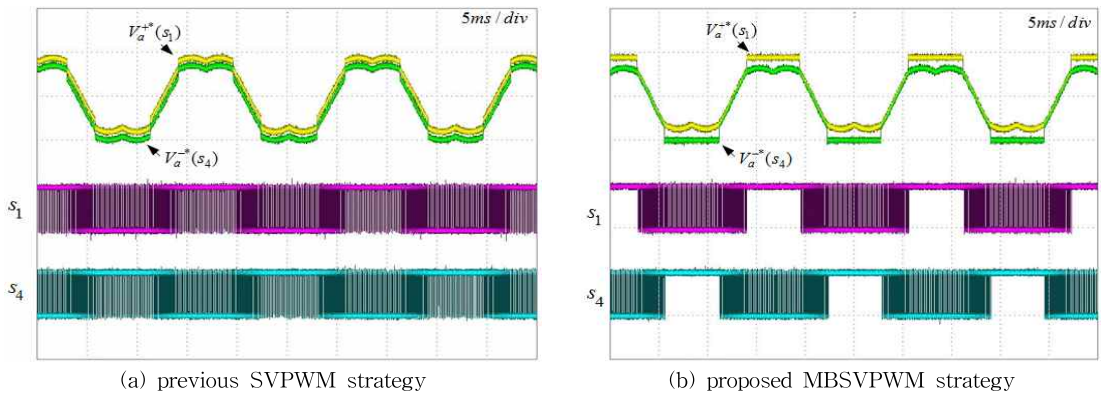 5ms / div
V_a^{+*}(s_1)
V_a^{-*}(s_4)
s_1
s_4
(a) previous SVPWM strategy
5ms / div
V_a^{+*}(s_1)
V_a^{-*}(s_4)
s_1
s_4
(b) proposed MBSVPWM strategy